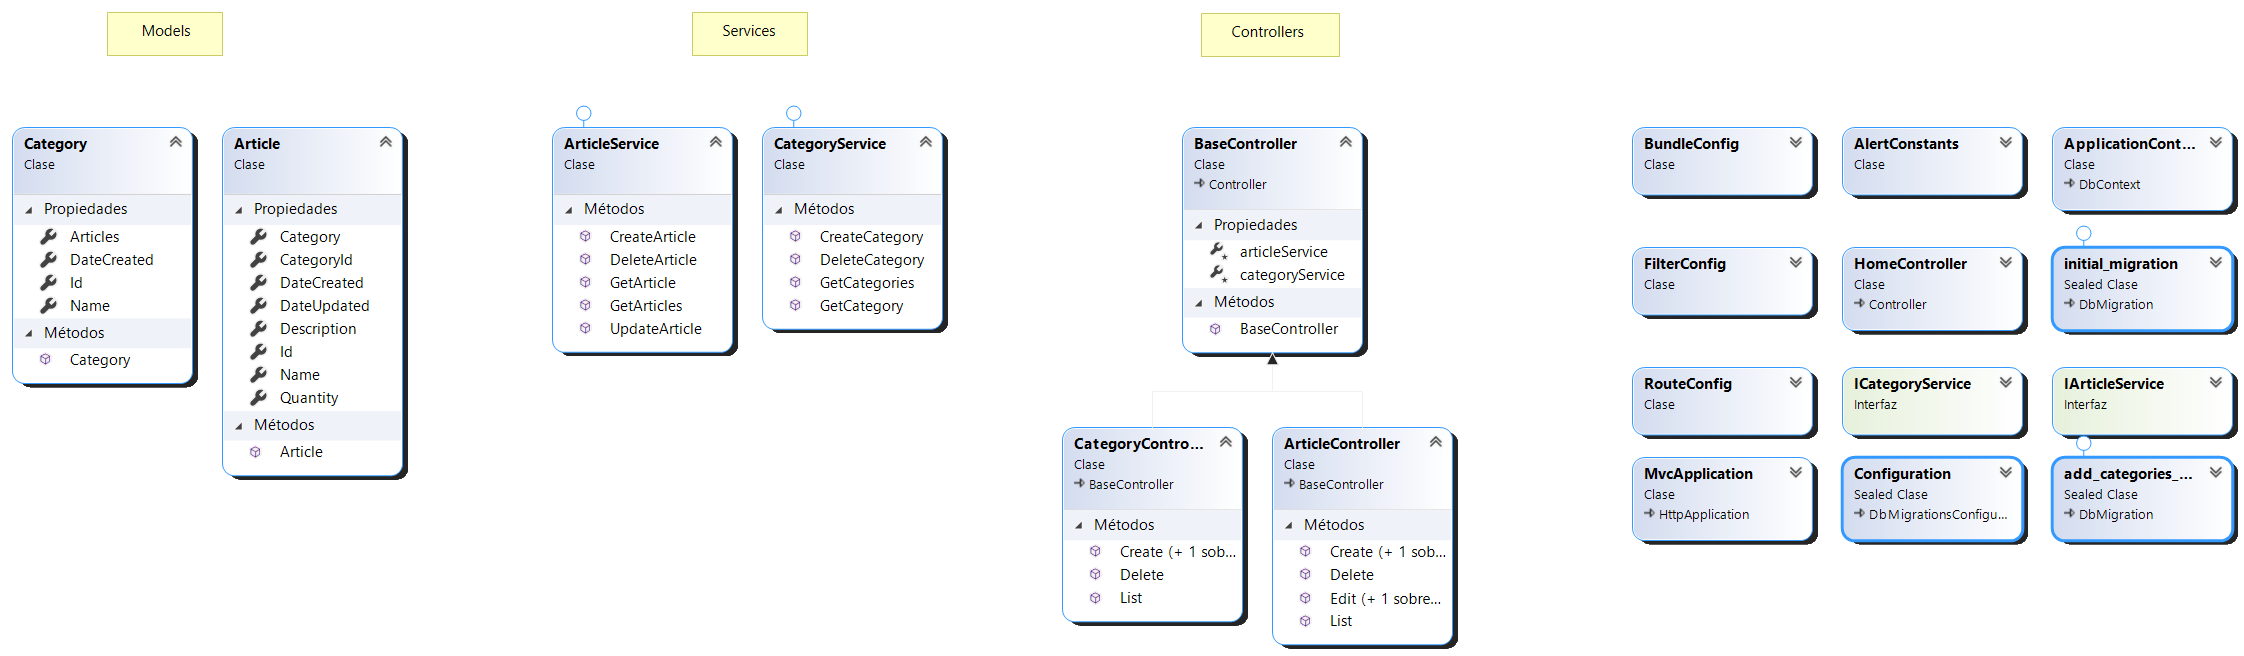 Models
Services
Controllers
Category
Clase
Propiedades
Articles
DateCreated
Id
Name
Métodos
Category
Article
Clase
Propiedades
Category
CategoryId
DateCreated
DateUpdated
Description
Id
Name
Quantity
Métodos
Article
ArticleService
Clase
Métodos
CreateArticle
DeleteArticle
GetArticle
GetArticles
UpdateArticle
CategoryService
Clase
Métodos
CreateCategory
DeleteCategory
GetCategories
GetCategory
BaseController
Clase
Controller
Propiedades
articleService
categoryService
Métodos
BaseController
CategoryContro...
Clase
BaseController
Métodos
Create (+ 1 sob...
Delete
List
ArticleController
Clase
BaseController
Métodos
Create (+ 1 sob...
Delete
Edit (+ 1 sobre...
List
BundleConfig
Clase
AlertConstants
Clase
ApplicationCont...
Clase
DbContext
FilterConfig
Clase
HomeController
Clase
Controller
initial_migration
Sealed Clase
DbMigration
RouteConfig
Clase
ICategoryService
Interfaz
IArticleService
Interfaz
MvcApplication
Clase
HttpApplication
Configuration
Sealed Clase
DbMigrationsConfigu...
add_categories_...
Sealed Clase
DbMigration